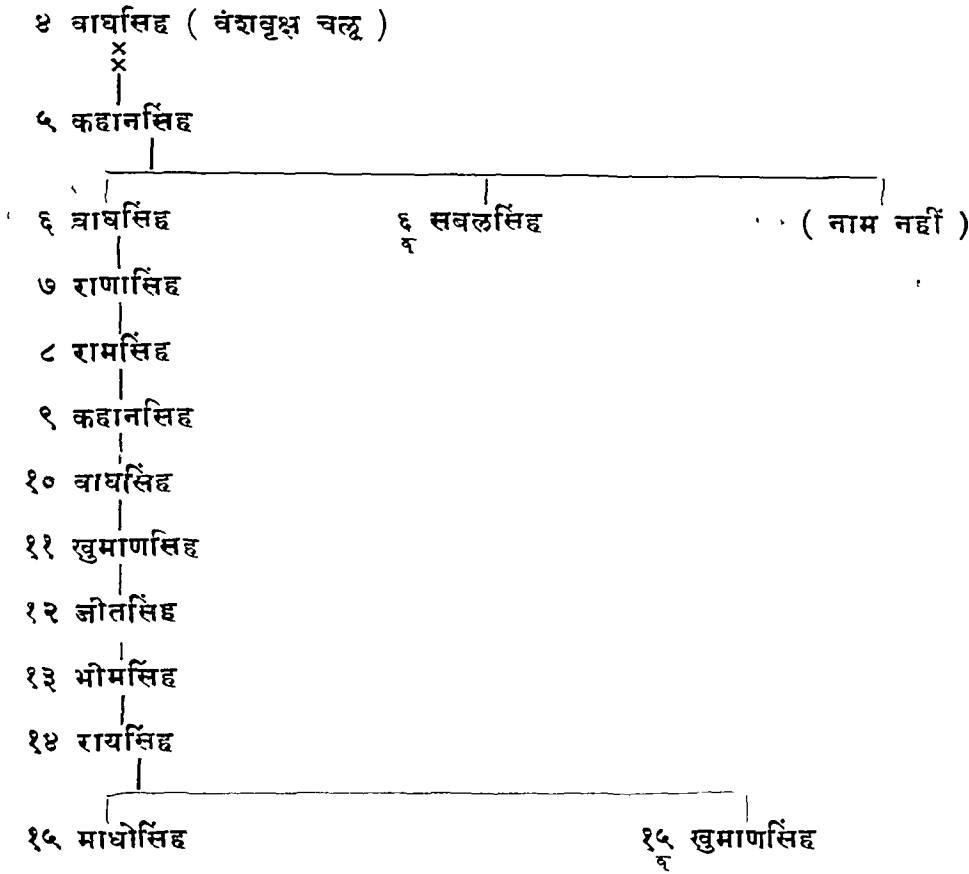 ४ वाघसिंह ( वंशवृक्ष चलू )
× ×
५ कहानसिंह
६ वाघसिंह ६ व सबलसिंह ( नाम नहीं )
७ राणासिंह
८ रामसिंह
९ कहानसिंह
१० वाघसिंह
११ खुमाणसिंह
१२ जीतसिंह
१३ भीमसिंह
१४ रायसिंह
१५ माधोसिंह १५ व खुमाणसिंह